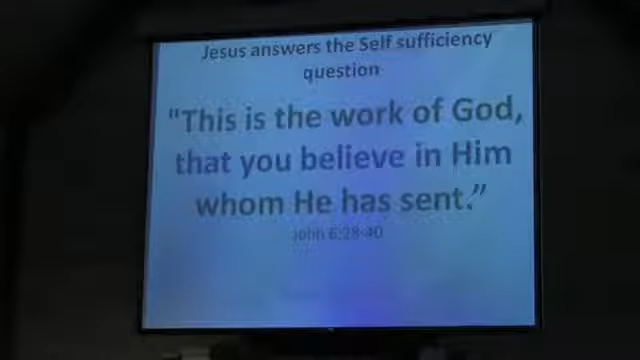 Jesus answers the Self sufficiency
question
"This is the work of God,
that you believe in Him
whom He has sent.”
John 6:28-40